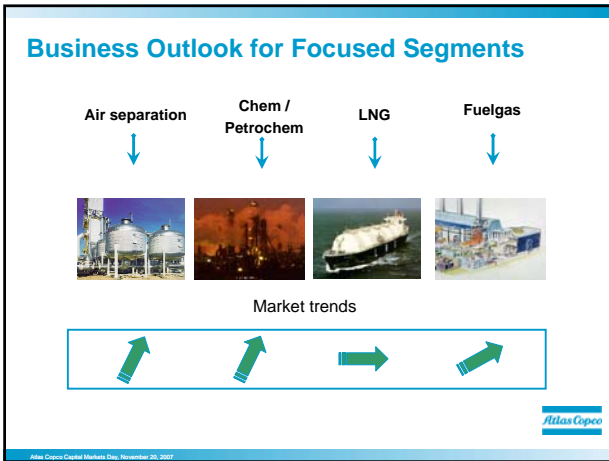 Business Outlook for Focused Segments
Air separation
Chem /
Petrochem
LNG
Fuelgas
Market trends
Atlas Copco
Atlas Copco Capital Markets Day, November 20, 2007